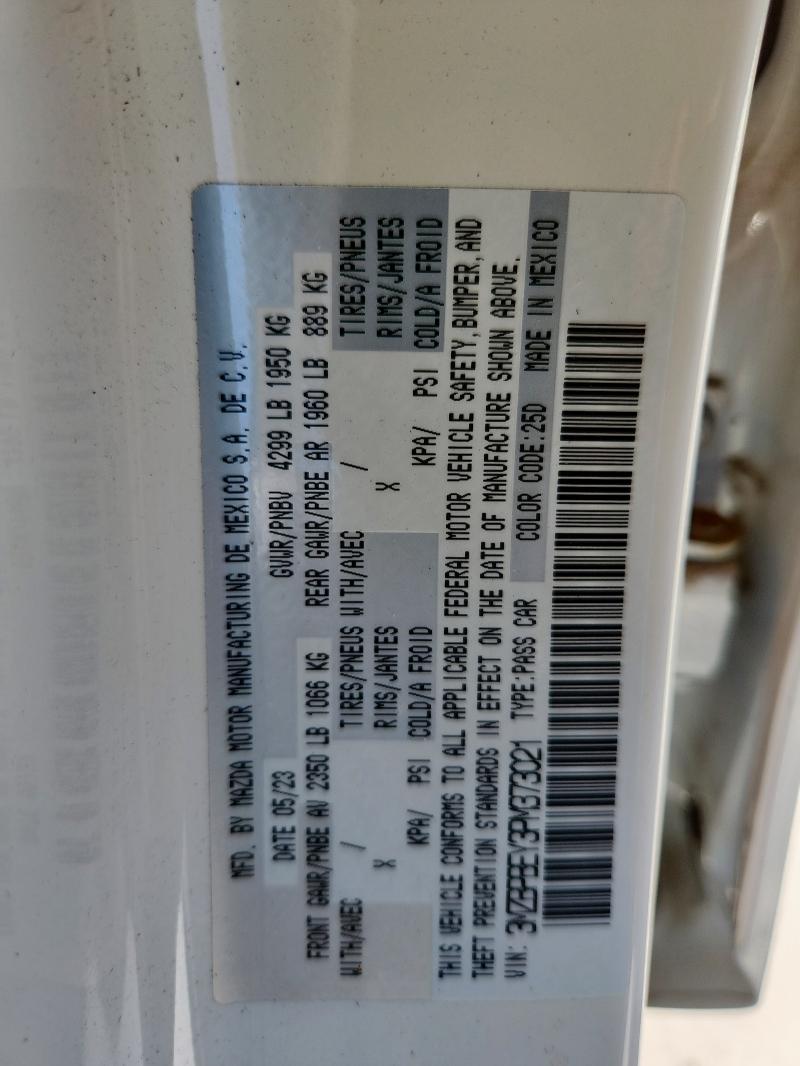 MFD. BY MAZDA MOTOR MANUFACTURING DE MEXICO S.A. DE C.V.
DATE 05/23 GVWR/PNBV 4299 LB 1950 KG
FRONT GAWR/PNBE AV 2350 LB 1066 KG REAR GAWR/PNBE AR 1960 LB 889 KG
WITH/AVEC / TIRES/PNEUS WITH/AVEC / TIRES/PNEUS
X RIMS/JANTES X RIMS/JANTES
KPA/ PSI COLD/A FROID KPA/ PSI COLD/A FROID
THIS VEHICLE CONFORMS TO ALL APPLICABLE FEDERAL MOTOR VEHICLE SAFETY, BUMPER, AND
THEFT PREVENTION STANDARDS IN EFFECT ON THE DATE OF MANUFACTURE SHOWN ABOVE.
VIN: 3MZBPBEY3PM373021 TYPE:PASS CAR COLOR CODE:25D MADE IN MEXICO